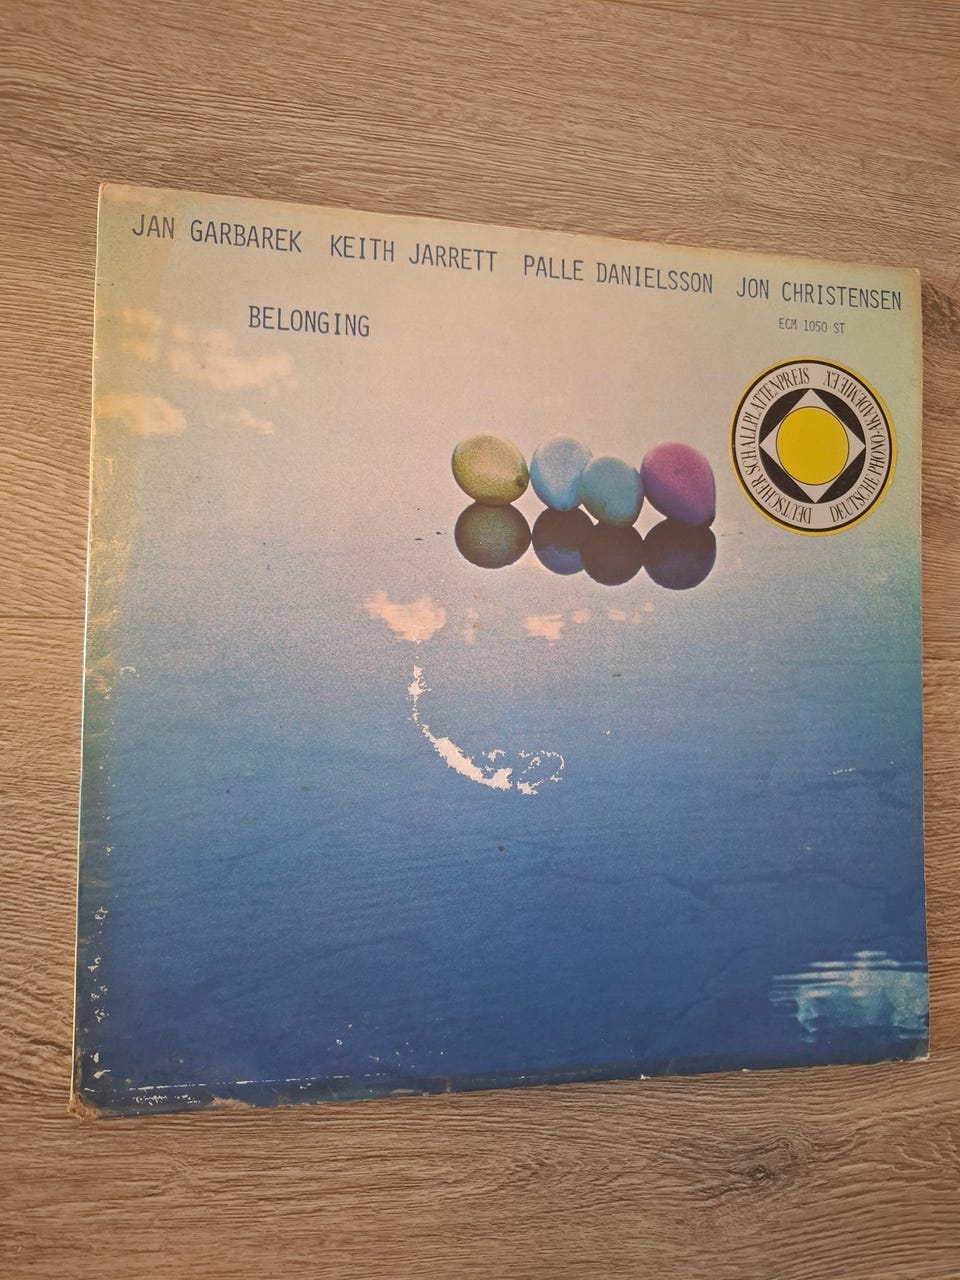 JAN GARBAREK KEITH JARRETT PALLE DANIELSSON JON CHRISTENSEN
BELONGING
ECM 1050 ST
DEUTSCHER SCHALLPLATTENPREIS
DEUTSCHE PHONO-AKADEMIE E.V.